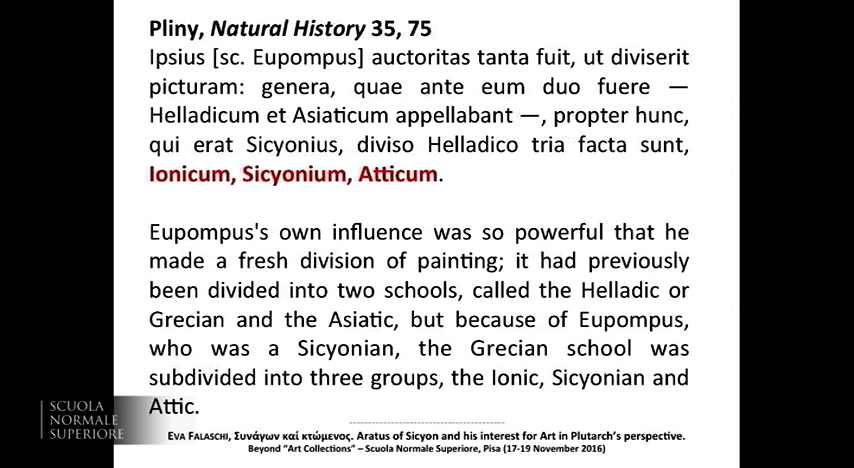 Pliny, Natural History 35, 75
Ipsius [sc. Eupompus] auctoritas tanta fuit, ut diviserit
picturam: genera, quae ante eum duo fuere —
Helladicum et Asiaticum appellabant —, propter hunc,
qui erat Sicyonius, diviso Helladico tria facta sunt,
Ionicum, Sicyonium, Atticum.
Eupompus's own influence was so powerful that he
made a fresh division of painting; it had previously
been divided into two schools, called the Helladic or
Grecian and the Asiatic, but because of Eupompus,
who was a Sicyonian, the Grecian school was
subdivided into three groups, the Ionic, Sicyonian and
Attic.
SCUOLA
NORMALE
SUPERIORE
EVA FALASCHI, Συνάγων καί κτώμενος. Aratus of Sicyon and his interest for Art in Plutarch's perspective.
Beyond "Art Collections" – Scuola Normale Superiore, Pisa (17-19 November 2016)